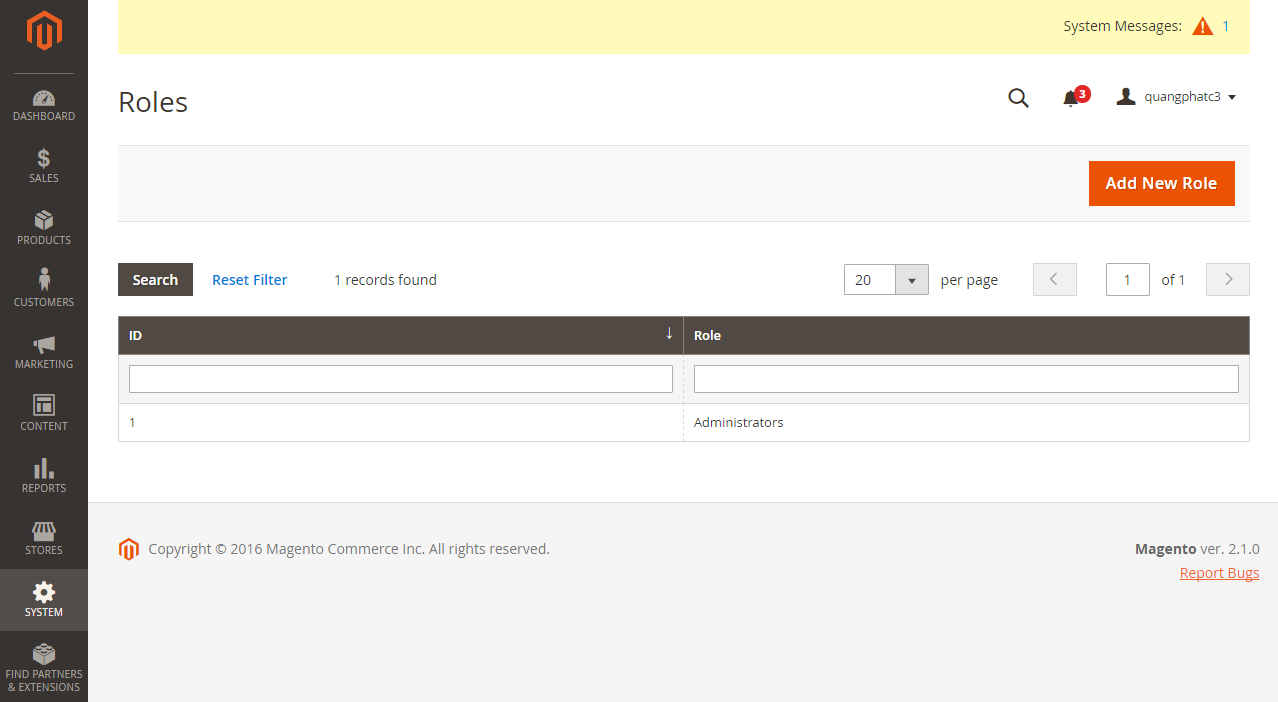 System Messages: 1
Roles
3
quangphatc3
DASHBOARD
SALES
PRODUCTS
CUSTOMERS
MARKETING
CONTENT
REPORTS
STORES
SYSTEM
FIND PARTNERS
& EXTENSIONS
Add New Role
Search Reset Filter 1 records found 20 per page 1 of 1
ID ↓ Role
1 Administrators
Copyright © 2016 Magento Commerce Inc. All rights reserved. Magento ver. 2.1.0
Report Bugs